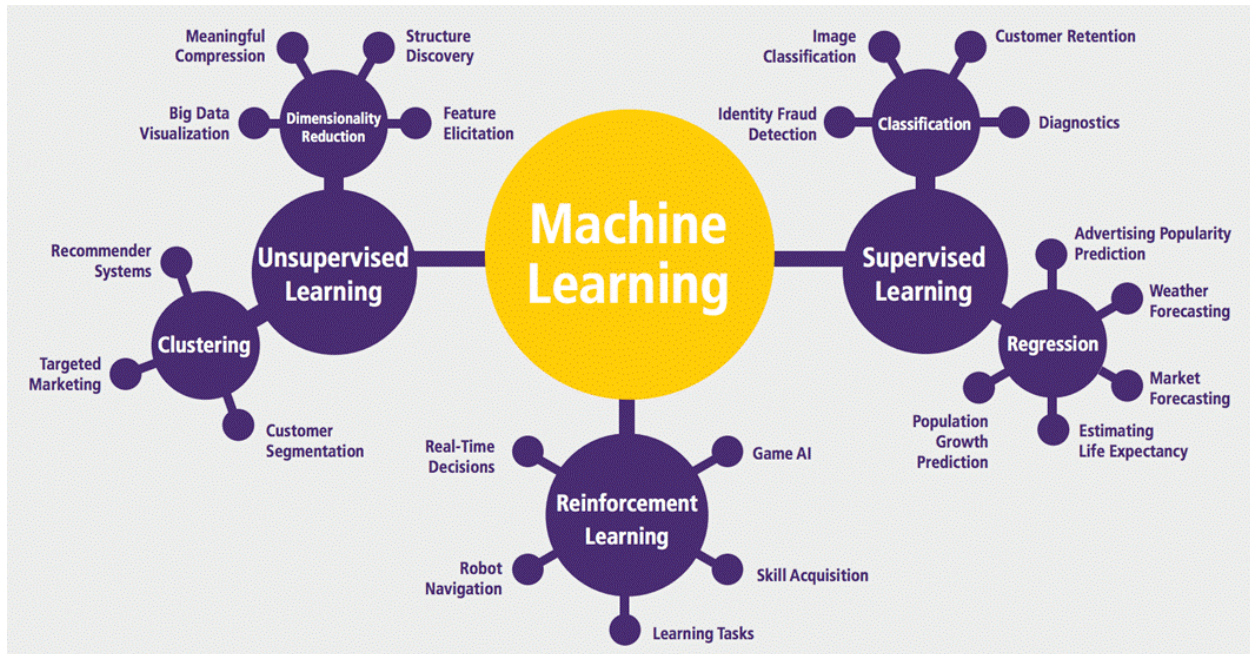 Meaningful
Compression
Structure
Discovery
Big Data
Visualization
Dimensionality
Reduction
Feature
Elicitation
Image
Classification
Customer Retention
Identity Fraud
Detection
Classification
Diagnostics
Machine
Learning
Unsupervised
Learning
Recommender
Systems
Clustering
Targeted
Marketing
Customer
Segmentation
Supervised
Learning
Advertising Popularity
Prediction
Weather
Forecasting
Regression
Market
Forecasting
Population
Growth
Prediction
Estimating
Life Expectancy
Real-Time
Decisions
Game AI
Reinforcement
Learning
Robot
Navigation
Skill Acquisition
Learning Tasks